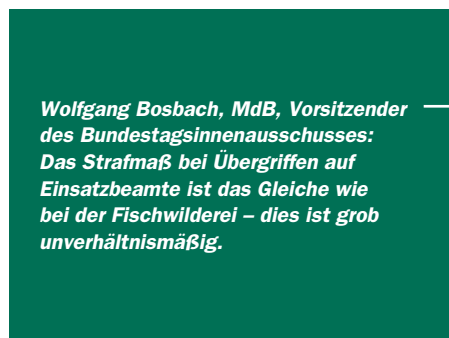 Wolfgang Bosbach, MdB, Vorsitzender
des Bundestagsinnenausschusses:
Das Strafmaß bei Übergriffen auf
Einsatzbeamte ist das Gleiche wie
bei der Fischwilderei – dies ist grob
unverhältnismäßig.